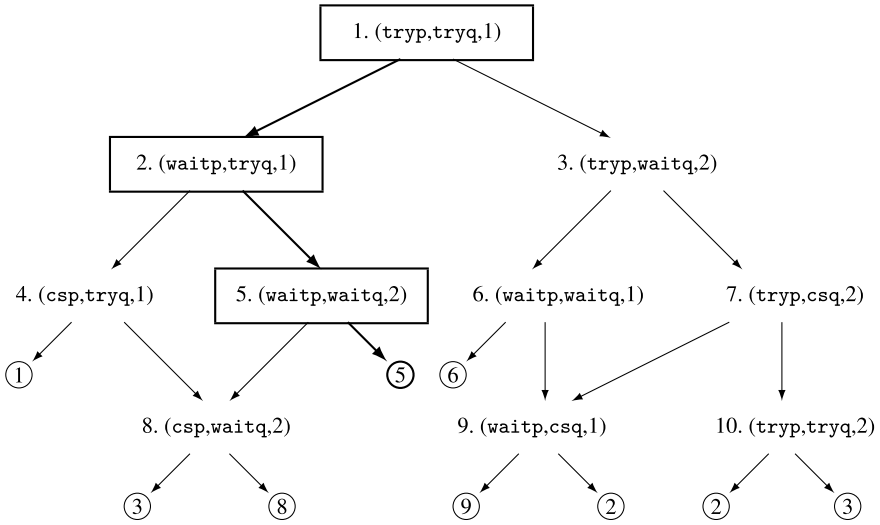 1. (tryp,tryq,1)
2. (waitp,tryq,1)
3. (tryp,waitq,2)
4. (csp,tryq,1)
5. (waitp,waitq,2)
6. (waitp,waitq,1)
7. (tryp,csq,2)
1
5
6
8. (csp,waitq,2)
9. (waitp,csq,1)
10. (tryp,tryq,2)
3
8
9
2
2
3